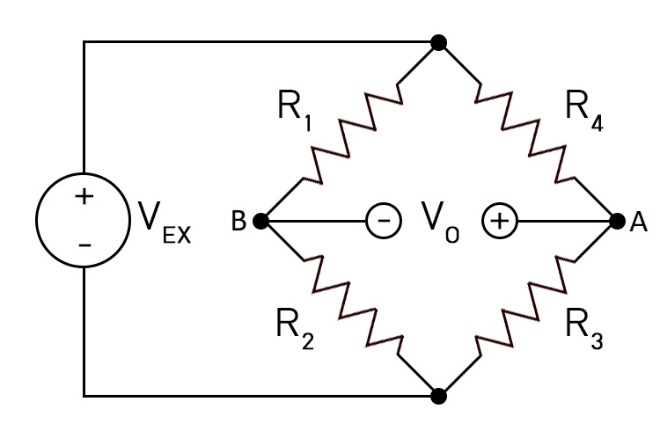 R1
R4
+
-
VEX
B
-
VO
+
A
R2
R3